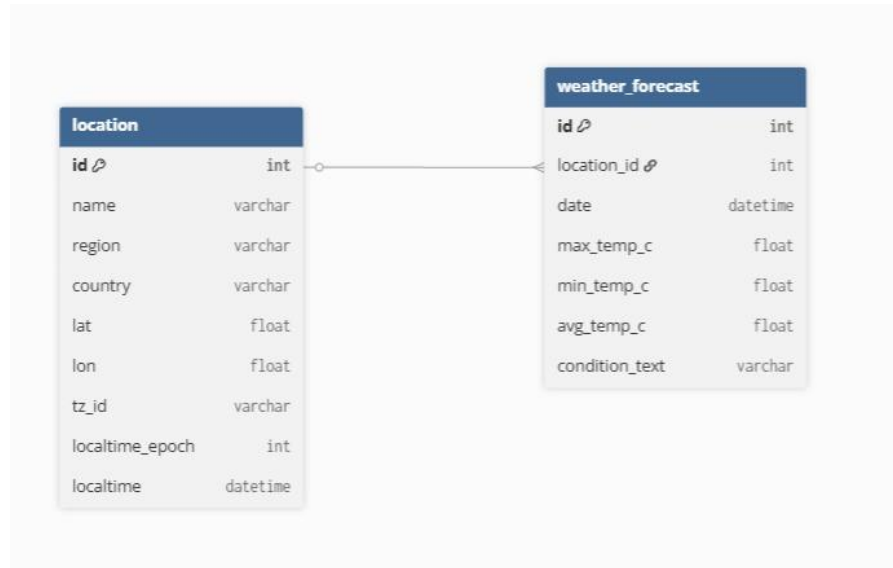 location
id int
name varchar
region varchar
country varchar
lat float
lon float
tz_id varchar
localtime_epoch int
localtime datetime
weather_forecast
id int
location_id int
date datetime
max_temp_c float
min_temp_c float
avg_temp_c float
condition_text varchar